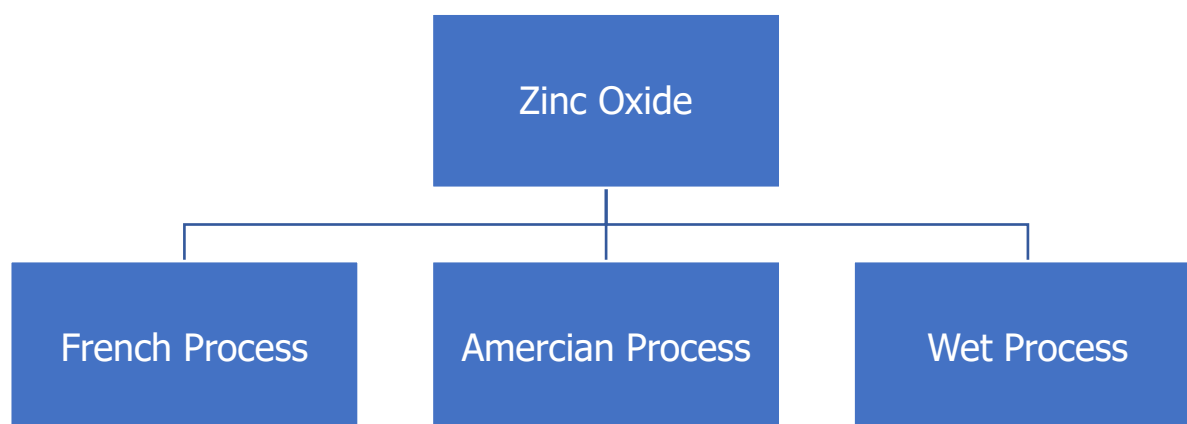 Zinc Oxide
French Process
Amercian Process
Wet Process